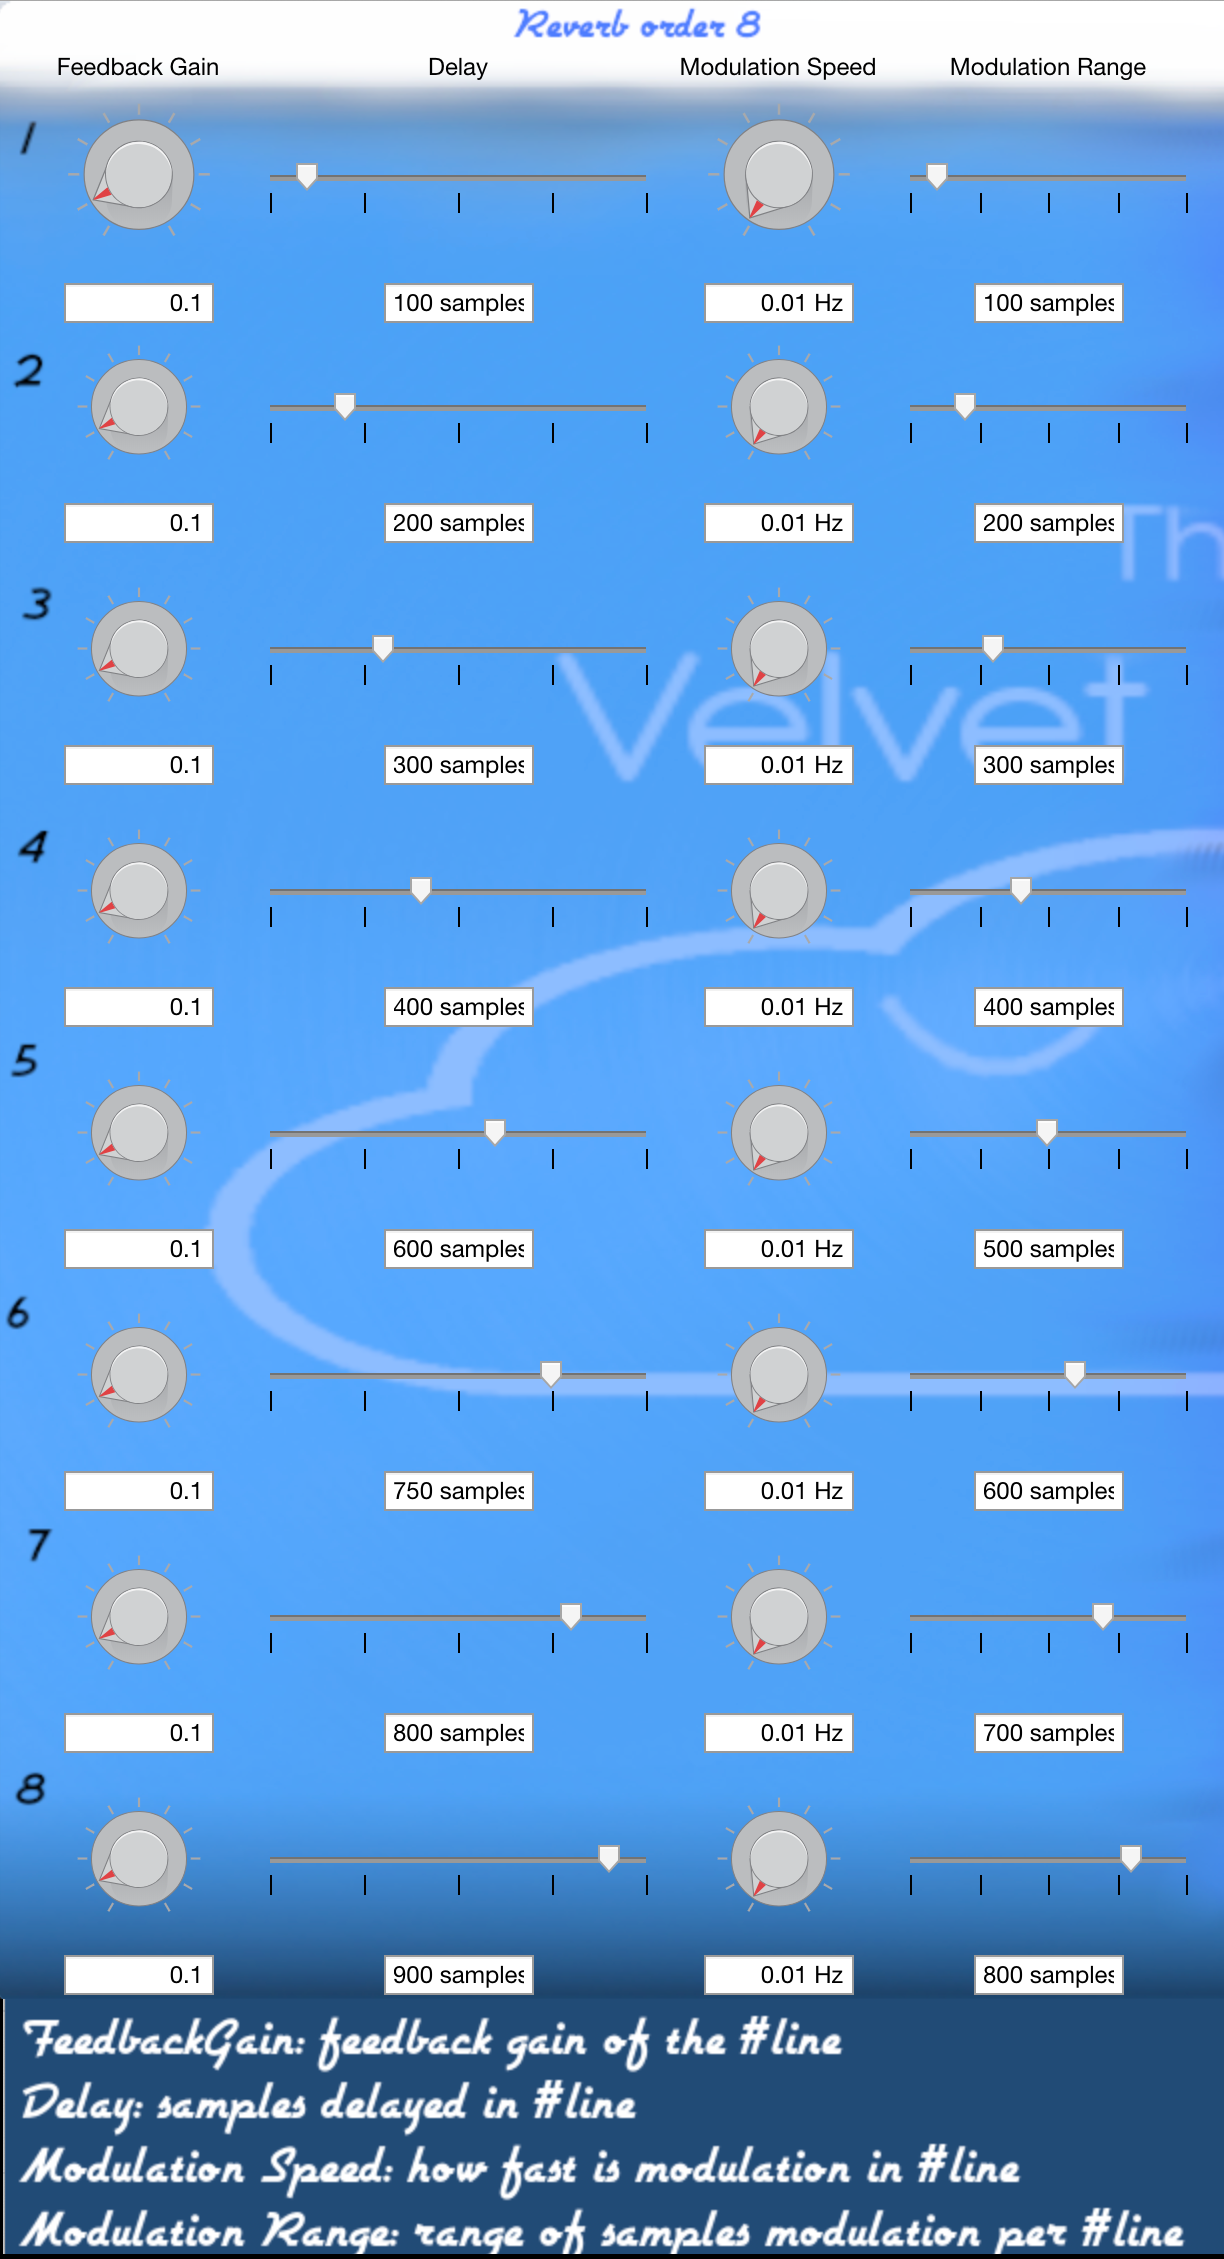 Reverb order 8
Feedback Gain Delay Modulation Speed Modulation Range
1
0.1 100 samples 0.01 Hz 100 samples
2
0.1 200 samples 0.01 Hz 200 samples
Th
3
Velvet
0.1 300 samples 0.01 Hz 300 samples
4
0.1 400 samples 0.01 Hz 400 samples
5
0.1 600 samples 0.01 Hz 500 samples
6
0.1 750 samples 0.01 Hz 600 samples
7
0.1 800 samples 0.01 Hz 700 samples
8
0.1 900 samples 0.01 Hz 800 samples
FeedbackGain: feedback gain of the #line
Delay: samples delayed in #line
Modulation Speed: how fast is modulation in #line
Modulation Range: range of samples modulation per #line